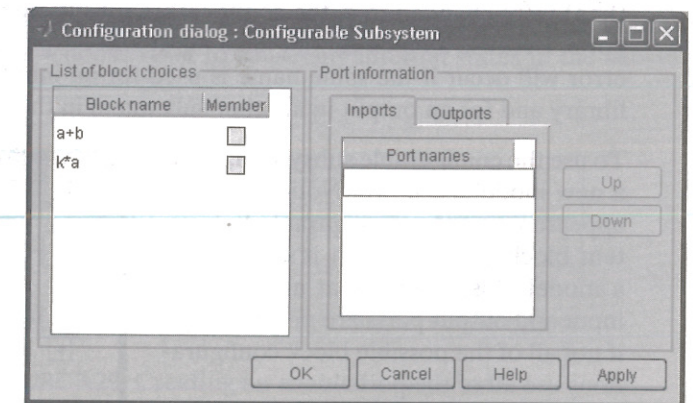 Configuration dialog : Configurable Subsystem
List of block choices
Block name Member
a+b
k*a
Port information
Inports Outports
Port names
Up
Down
OK Cancel Help Apply